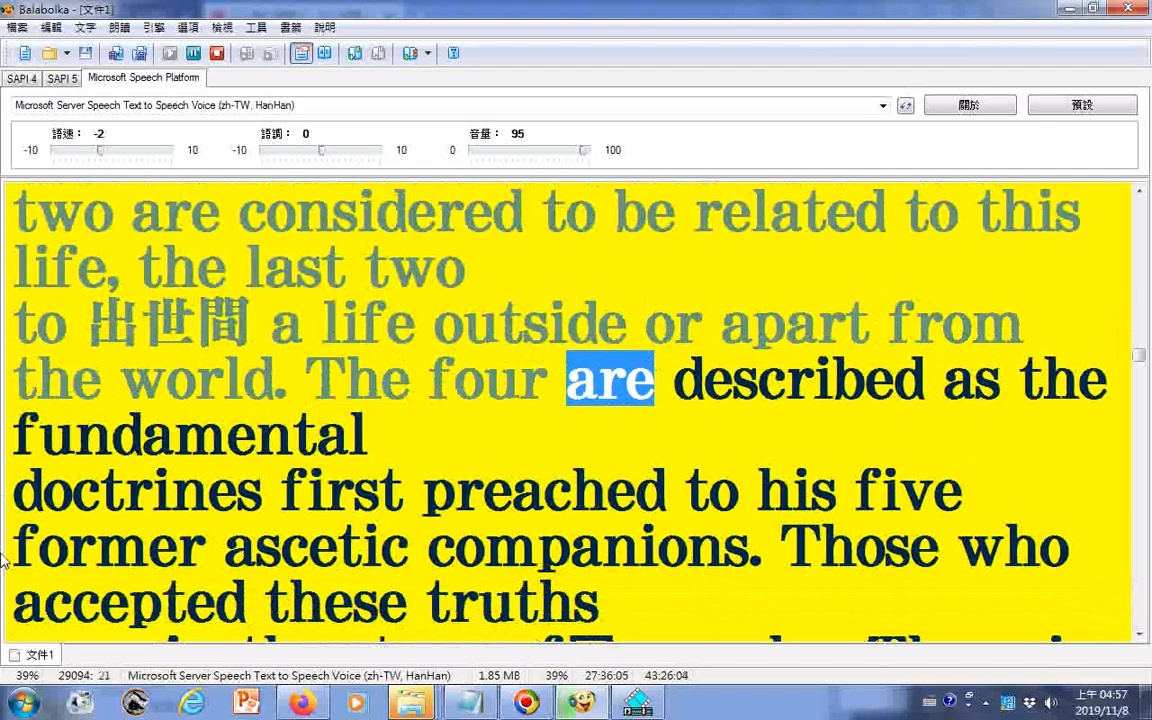 Balabolka - [文件1]
檔案 編輯 文字 朗讀 引擎 選項 檢視 工具 書籤 說明
SAPI 4 SAPI 5 Microsoft Speech Platform
Microsoft Server Speech Text to Speech Voice (zh-TW, HanHan) 關於 預設
語速： -2 語調： 0 音量： 95
-10 10 -10 10 0 100
two are considered to be related to this
life, the last two
to 出世間 a life outside or apart from
the world. The four are described as the
fundamental
doctrines first preached to his five
former ascetic companions. Those who
accepted these truths
文件1
39% 29094: 21 Microsoft Server Speech Text to Speech Voice (zh-TW, HanHan) 1.85 MB 39% 27:36:05 43:26:04
上午 04:57
2019/11/8